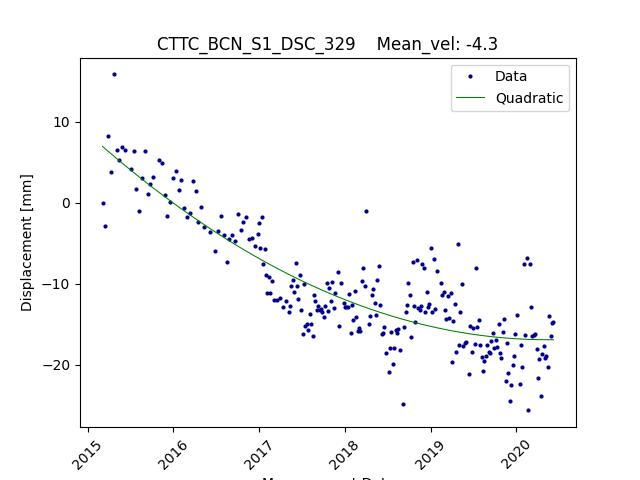 CTTC_BCN_S1_DSC_329    Mean_vel: -4.3
Data
Quadratic
10
0
−10
−20
Displacement [mm]
2015
2016
2017
2018
2019
2020